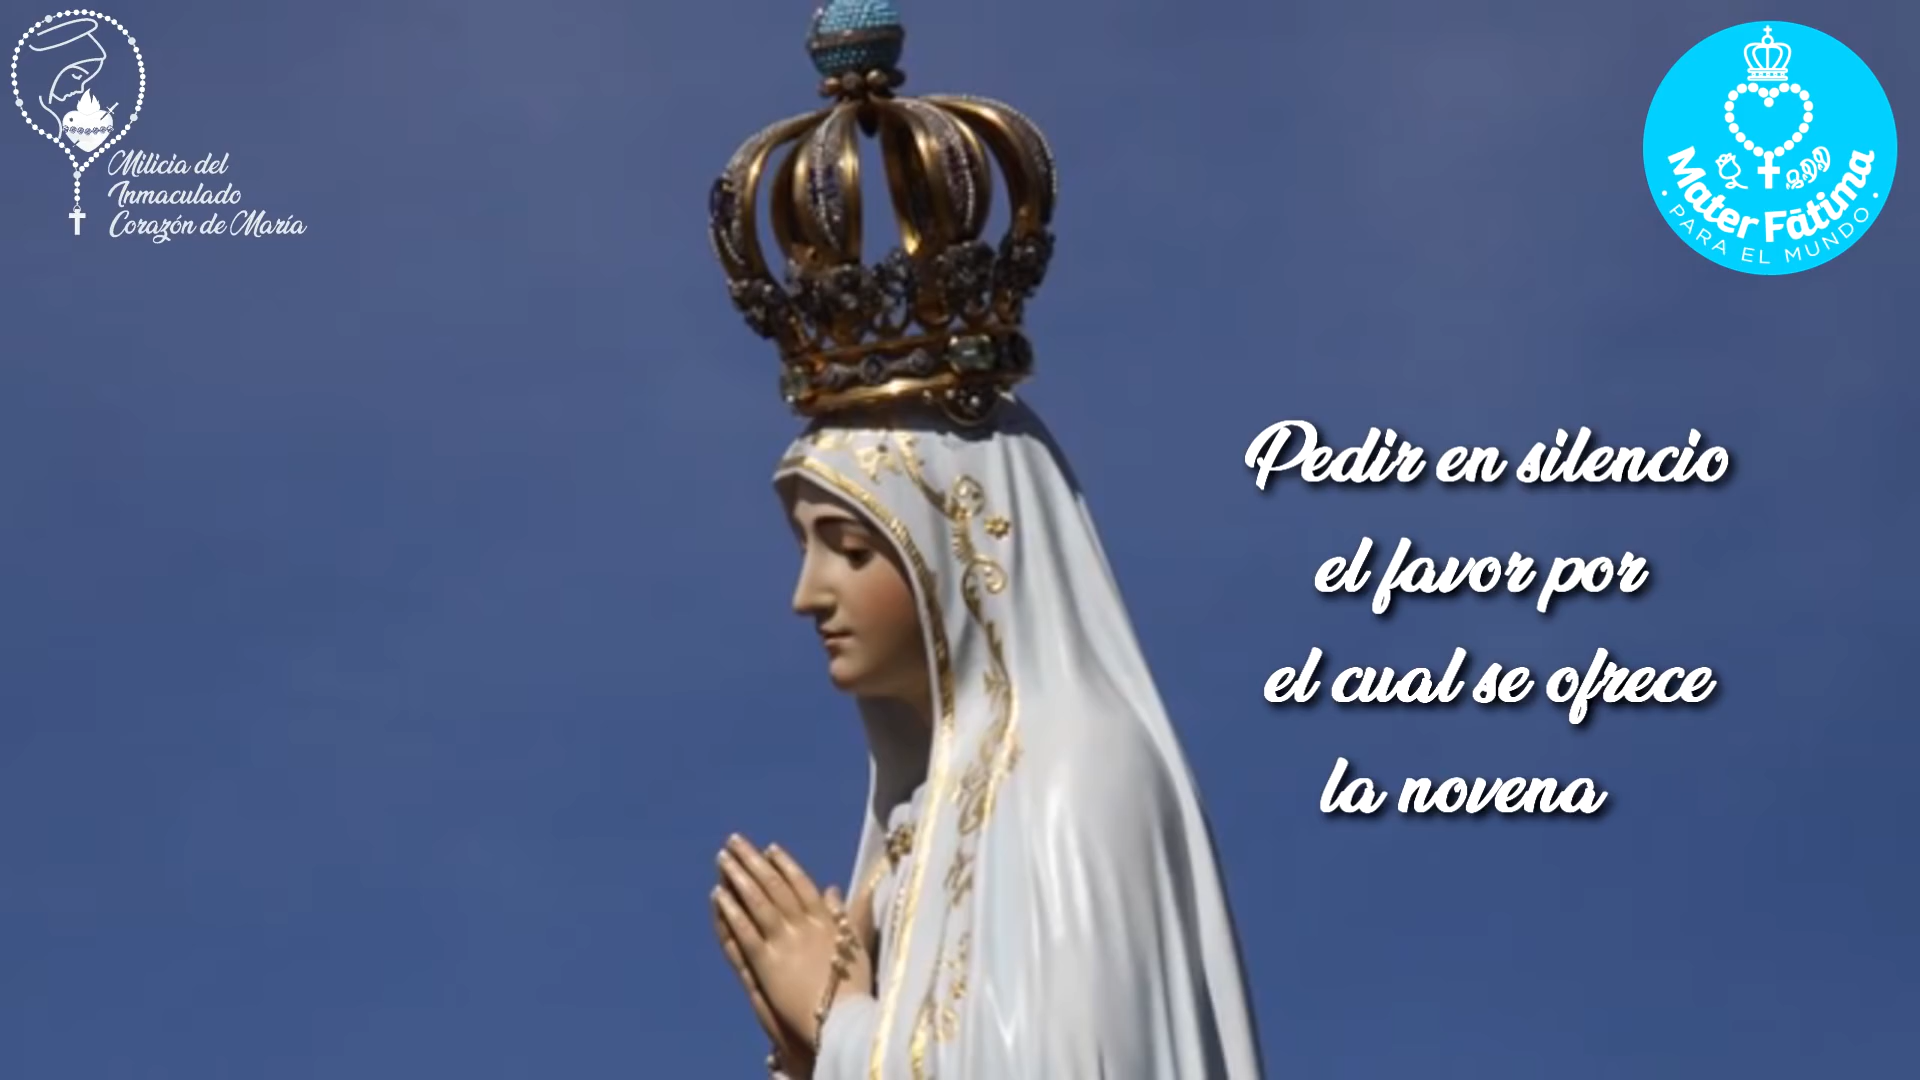 Milicia del
Inmaculado
Corazón de María
Mater Fātima
• PARA EL MUNDO •
Pedir en silencio
el favor por
el cual se ofrece
la novena